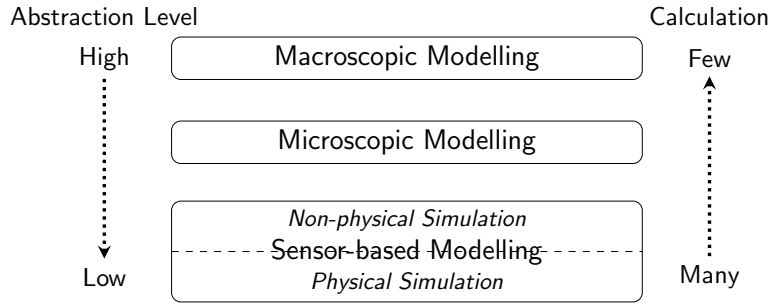 Abstraction Level
Calculation
High
Macroscopic Modelling
Few
Microscopic Modelling
Non-physical Simulation
Sensor-based Modelling
Low
Physical Simulation
Many